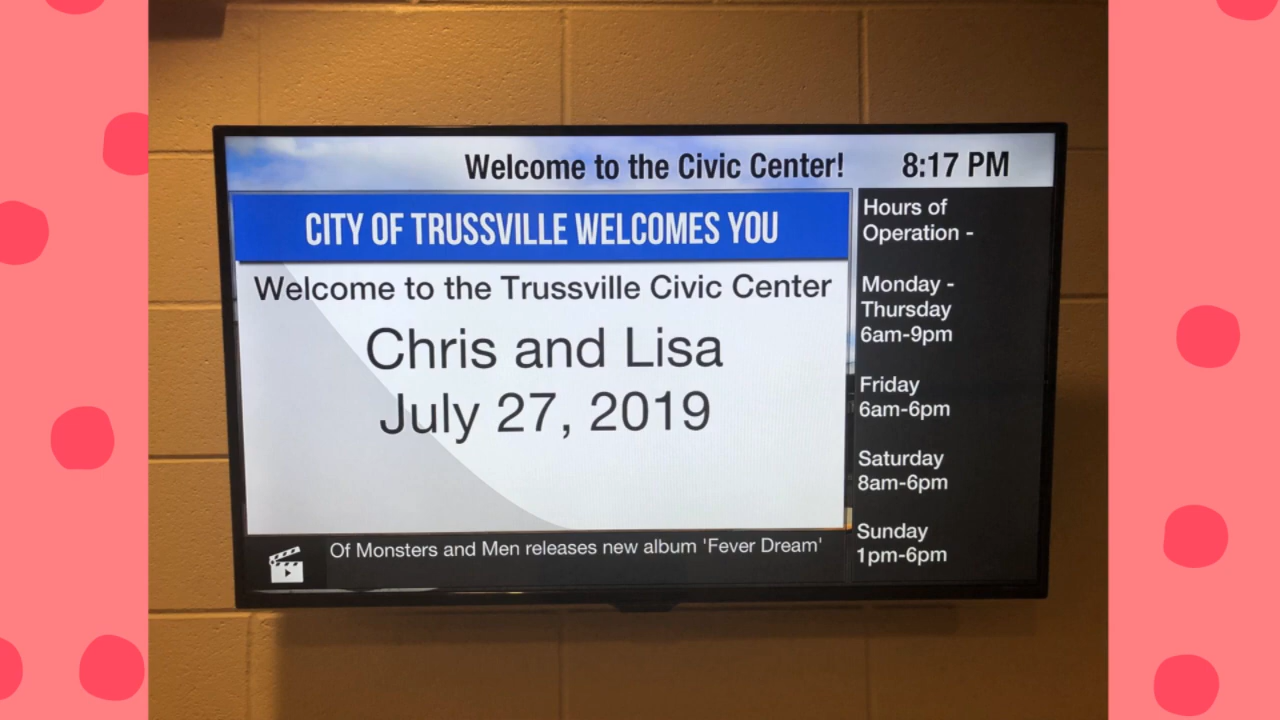 Welcome to the Civic Center!
8:17 PM
CITY OF TRUSSVILLE WELCOMES YOU
Welcome to the Trussville Civic Center
Chris and Lisa
July 27, 2019
Of Monsters and Men releases new album 'Fever Dream'
Hours of
Operation -
Monday -
Thursday
6am-9pm
Friday
6am-6pm
Saturday
8am-6pm
Sunday
1pm-6pm